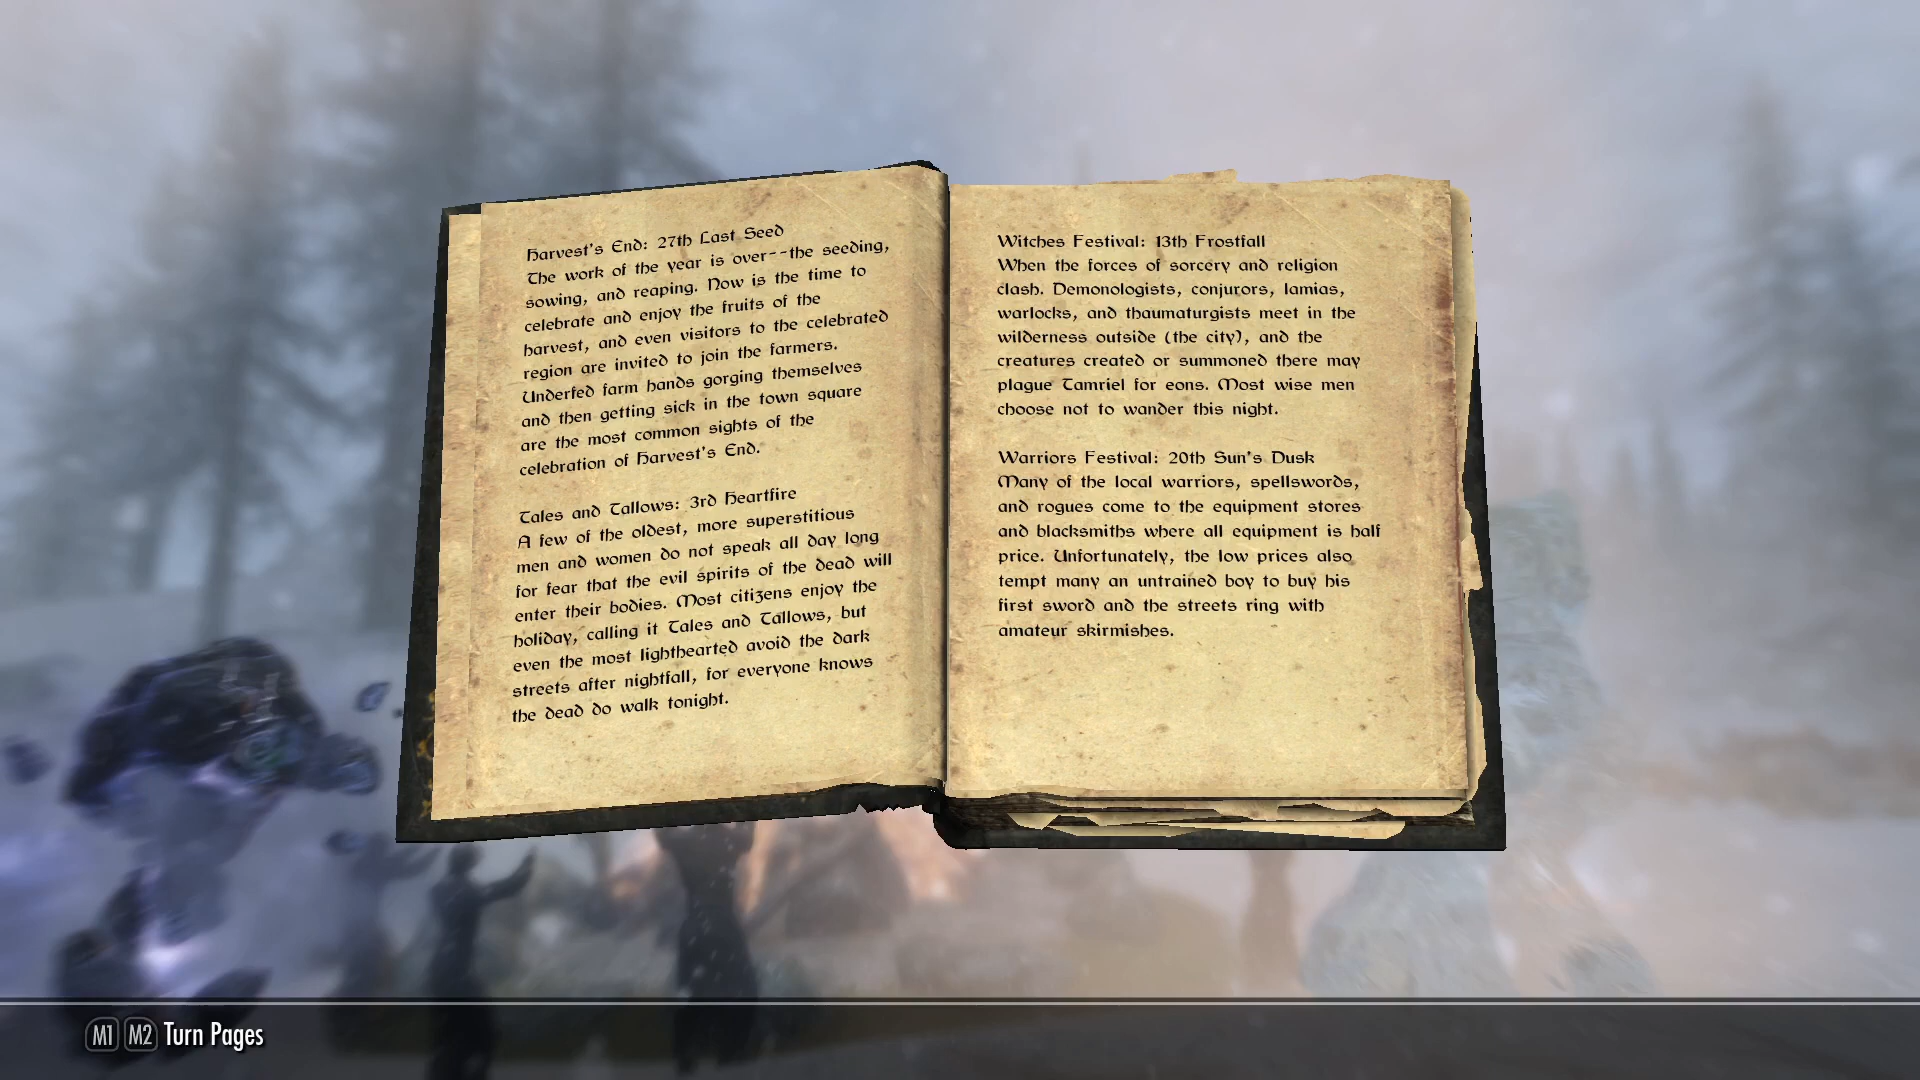 Harvest's End: 27th Last Seed
The work of the year is over--the seeding,
sowing, and reaping. Now is the time to
celebrate and enjoy the fruits of the
harvest, and even visitors to the celebrated
region are invited to join the farmers.
Underfed farm hands gorging themselves
and then getting sick in the town square
are the most common sights of the
celebration of Harvest's End.
Tales and Tallows: 3rd Heartfire
A few of the oldest, more superstitious
men and women do not speak all day long
for fear that the evil spirits of the dead will
enter their bodies. Most citizens enjoy the
holiday, calling it Tales and Tallows, but
even the most lighthearted avoid the dark
streets after nightfall, for everyone knows
the dead do walk tonight.
Witches Festival: 13th Frostfall
When the forces of sorcery and religion
clash. Demonologists, conjurors, lamias,
warlocks, and thaumaturgists meet in the
wilderness outside (the city), and the
creatures created or summoned there may
plague Tamriel for eons. Most wise men
choose not to wander this night.
Warriors Festival: 20th Sun's Dusk
Many of the local warriors, spellswords,
and rogues come to the equipment stores
and blacksmiths where all equipment is half
price. Unfortunately, the low prices also
tempt many an untrained boy to buy his
first sword and the streets ring with
amateur skirmishes.
M1 M2 Turn Pages